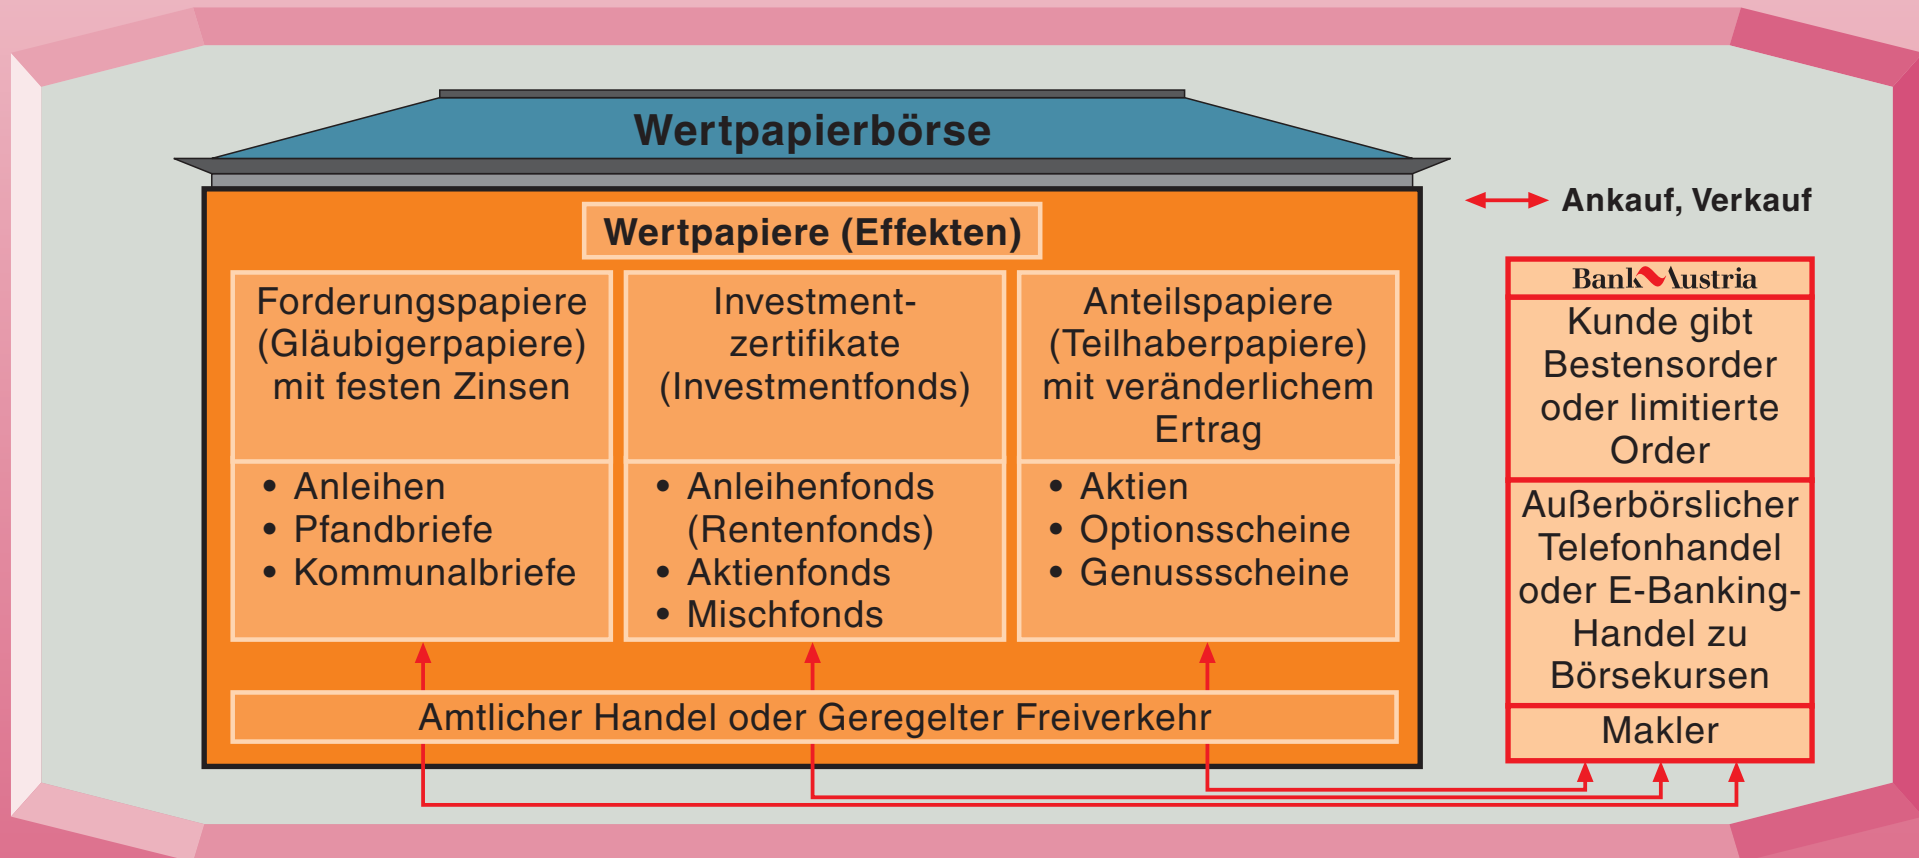 Wertpapierbörse
Wertpapiere (Effekten)
Forderungspapiere
(Gläubigerpapiere)
mit festen Zinsen
• Anleihen
• Pfandbriefe
• Kommunalbriefe
Investment-
zertifikate
(Investmentfonds)
• Anleihenfonds
(Rentenfonds)
• Aktienfonds
• Mischfonds
Anteilspapiere
(Teilhaberpapiere)
mit veränderlichem
Ertrag
• Aktien
• Optionsscheine
• Genussscheine
Amtlicher Handel oder Geregelter Freiverkehr
Ankauf, Verkauf
Bank Austria
Kunde gibt
Bestensorder
oder limitierte
Order
Außerbörslicher
Telefonhandel
oder E-Banking-
Handel zu
Börsekursen
Makler